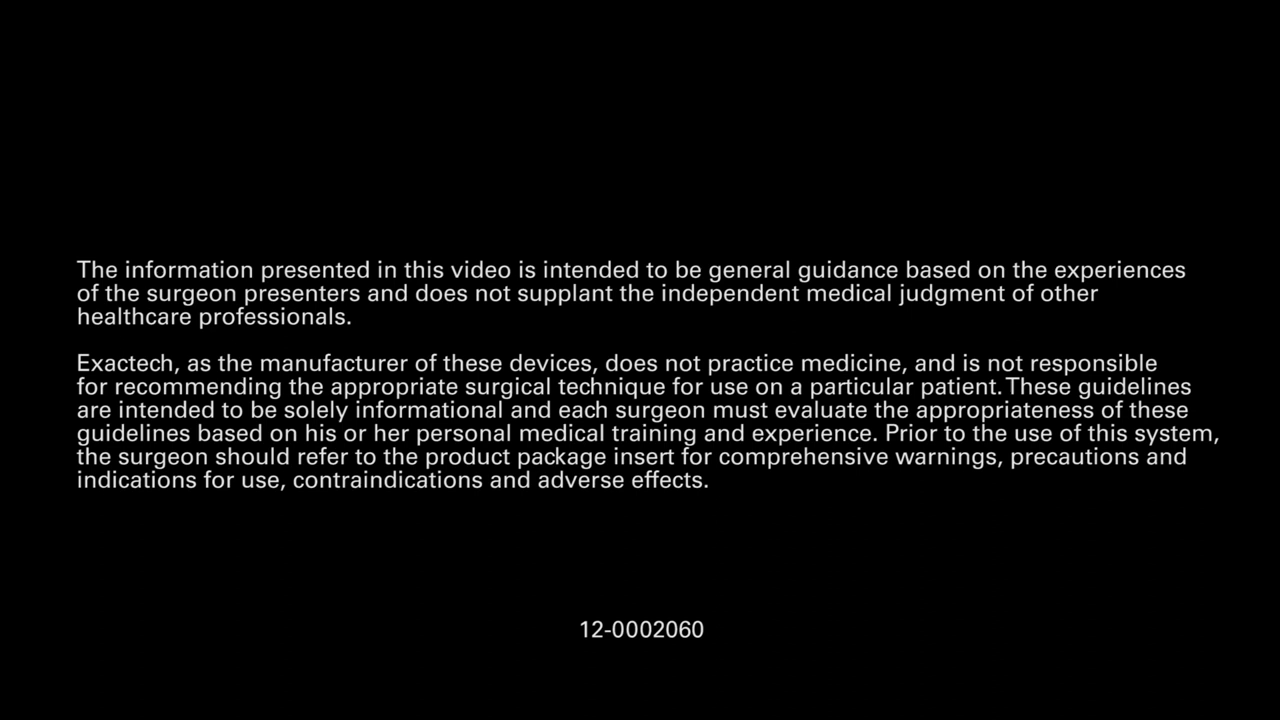 The information presented in this video is intended to be general guidance based on the experiences
of the surgeon presenters and does not supplant the independent medical judgment of other
healthcare professionals.
Exactech, as the manufacturer of these devices, does not practice medicine, and is not responsible
for recommending the appropriate surgical technique for use on a particular patient. These guidelines
are intended to be solely informational and each surgeon must evaluate the appropriateness of these
guidelines based on his or her personal medical training and experience. Prior to the use of this system,
the surgeon should refer to the product package insert for comprehensive warnings, precautions and
indications for use, contraindications and adverse effects.
12-0002060